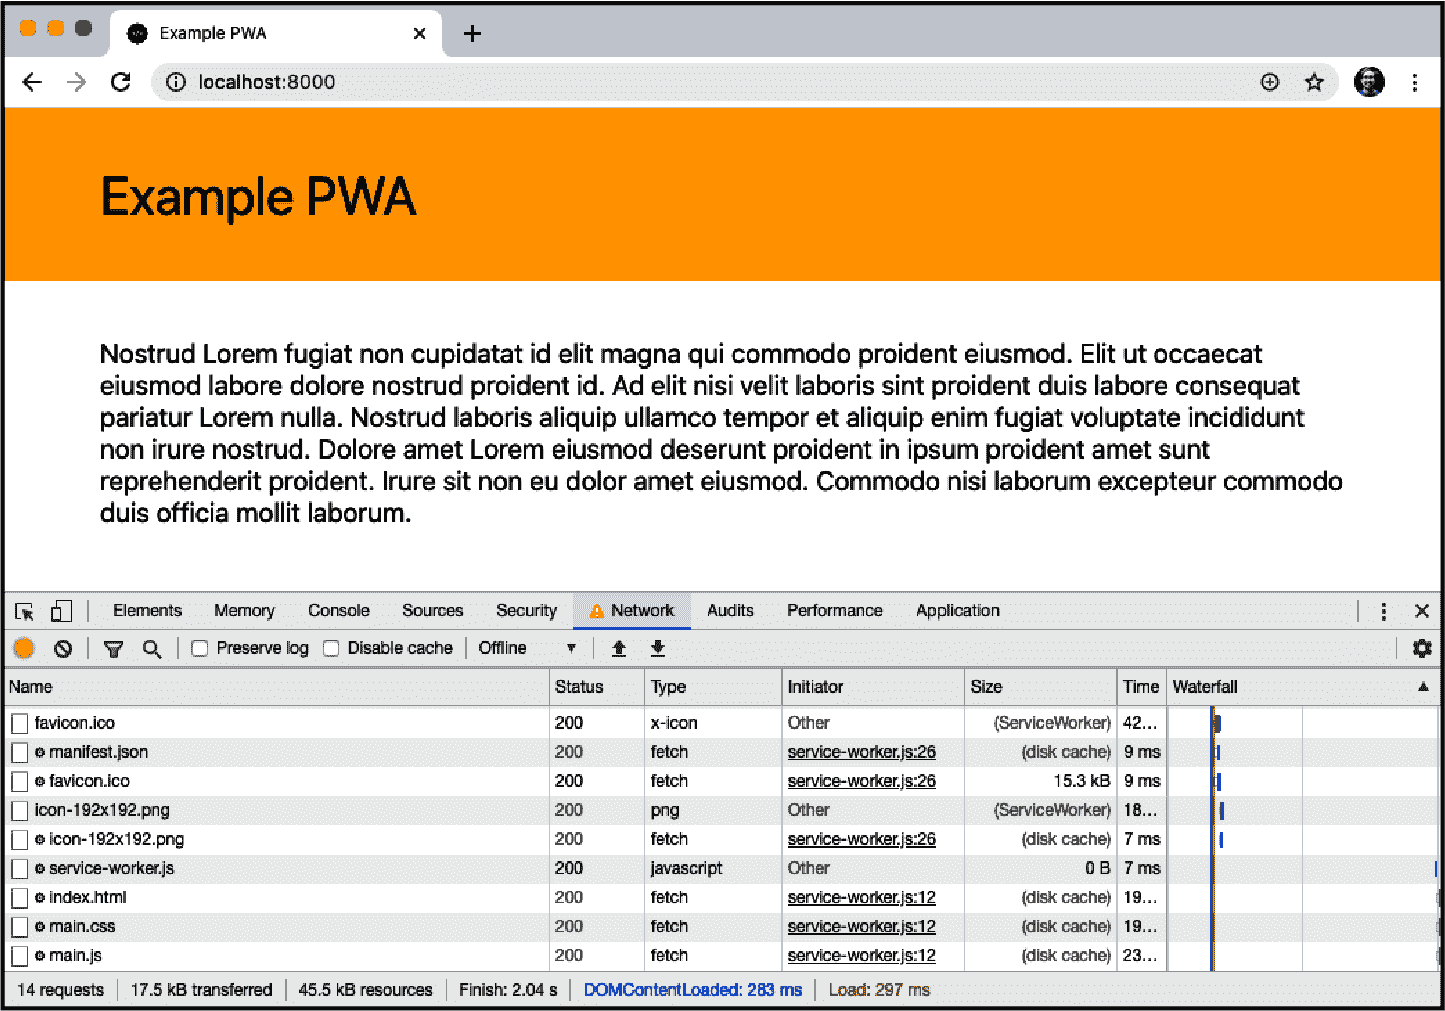 Example PWA
localhost:8000
Example PWA
Nostrud Lorem fugiat non cupidatat id elit magna qui commodo proident eiusmod. Elit ut occaecat
eiusmod labore dolore nostrud proident id. Ad elit nisi velit laboris sint proident duis labore consequat
pariatur Lorem nulla. Nostrud laboris aliquip ullamco tempor et aliquip enim fugiat voluptate incididunt
non irure nostrud. Dolore amet Lorem eiusmod deserunt proident in ipsum proident amet sunt
reprehenderit proident. Irure sit non eu dolor amet eiusmod. Commodo nisi laborum excepteur commodo
duis officia mollit laborum.
Elements Memory Console Sources Security Network Audits Performance Application
Preserve log Disable cache Offline
Name Status Type Initiator Size Time Waterfall
favicon.ico 200 x-icon Other (ServiceWorker) 42...
manifest.json 200 fetch service-worker.js:26 (disk cache) 9 ms
favicon.ico 200 fetch service-worker.js:26 15.3 kB 9 ms
icon-192x192.png 200 png Other (ServiceWorker) 18...
icon-192x192.png 200 fetch service-worker.js:26 (disk cache) 7 ms
service-worker.js 200 javascript Other 0 B 7 ms
index.html 200 fetch service-worker.js:12 (disk cache) 19...
main.css 200 fetch service-worker.js:12 (disk cache) 19...
main.js 200 fetch service-worker.js:12 (disk cache) 23...
14 requests 17.5 kB transferred 45.5 kB resources Finish: 2.04 s DOMContentLoaded: 283 ms Load: 297 ms